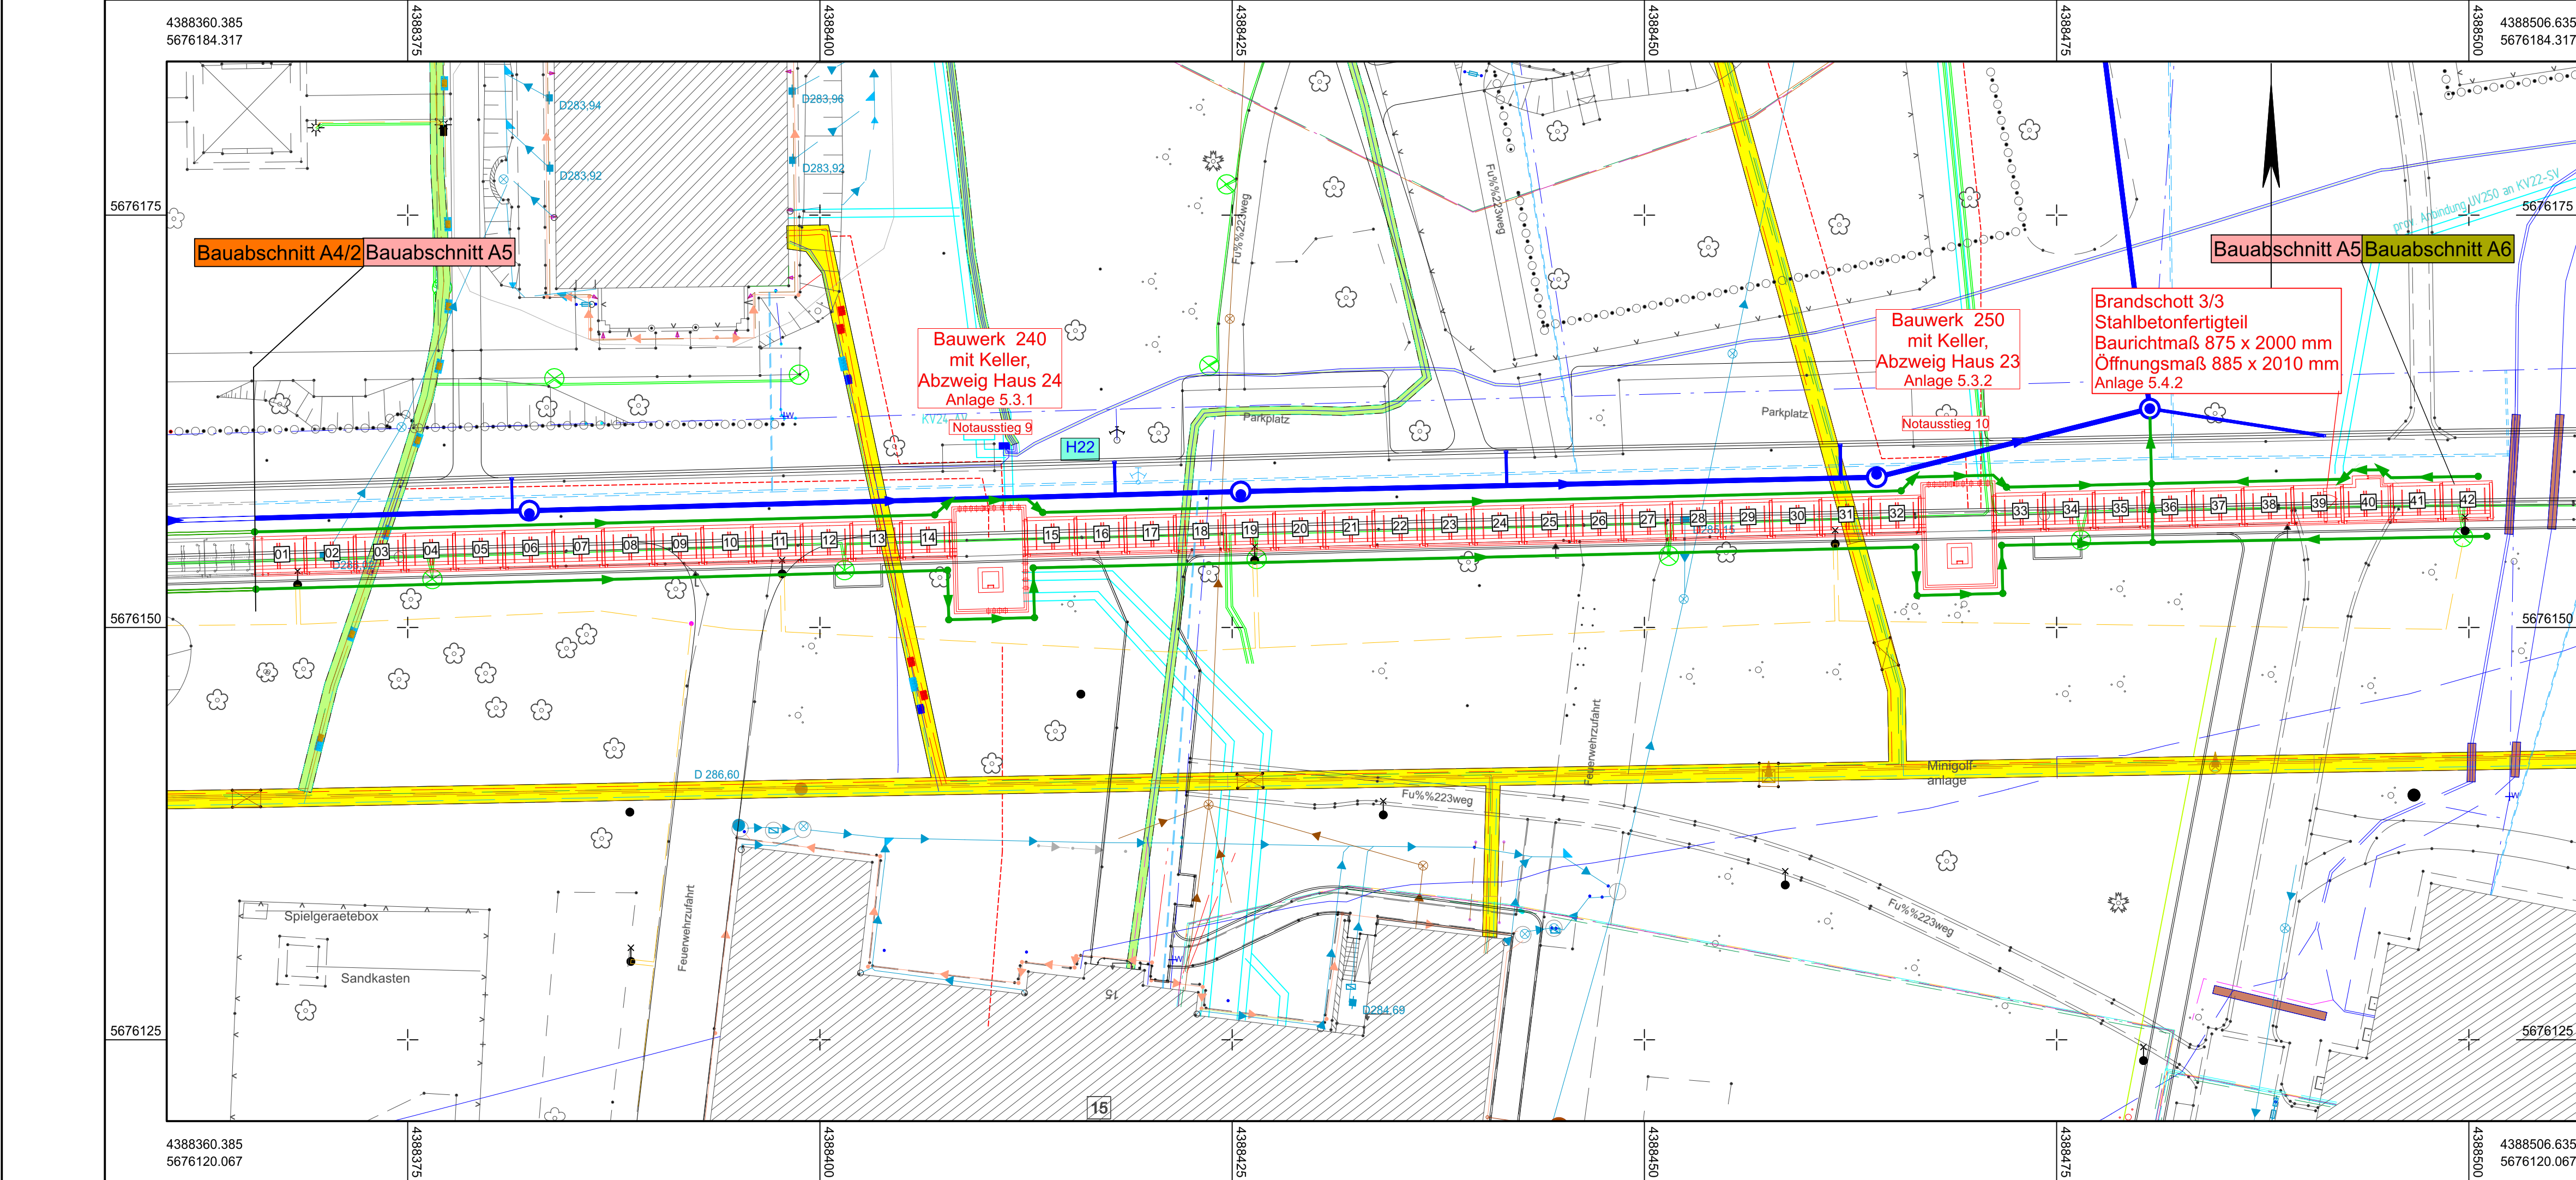 4388360.385
5676184.317
4388375
4388400
4388425
4388450
4388475
4388500
4388506.635
5676184.317
D283,94
D283,96
D283,92
D283,92
Fu%%223weg
Fu%%223weg
5676175
5676175
prov. Anbindung UV250 an KV22-SV
Bauabschnitt A4/2
Bauabschnitt A5
Bauabschnitt A5
Bauabschnitt A6
Bauwerk 240
mit Keller,
Abzweig Haus 24
Anlage 5.3.1
Notausstieg 9
H22
Bauwerk 250
mit Keller,
Abzweig Haus 23
Anlage 5.3.2
Notausstieg 10
Brandschott 3/3
Stahlbetonfertigteil
Baurichtmaß 875 x 2000 mm
Öffnungsmaß 885 x 2010 mm
Anlage 5.4.2
Parkplatz
Parkplatz
01 02 03 04 05 06 07 08 09 10 11 12 13 14 15 16 17 18 19 20 21 22 23 24 25 26 27 28 29 30 31 32 33 34 35 36 37 38 39 40 41 42
5676150
5676150
D 286,60
Feuerwehrzufahrt
Minigolf-
anlage
Fu%%223weg
Fu%%223weg
Spielgeraetebox
Sandkasten
Feuerwehrzufahrt
15
D284,69
5676125
5676125
15
4388360.385
5676120.067
4388375
4388400
4388425
4388450
4388475
4388500
4388506.635
5676120.067